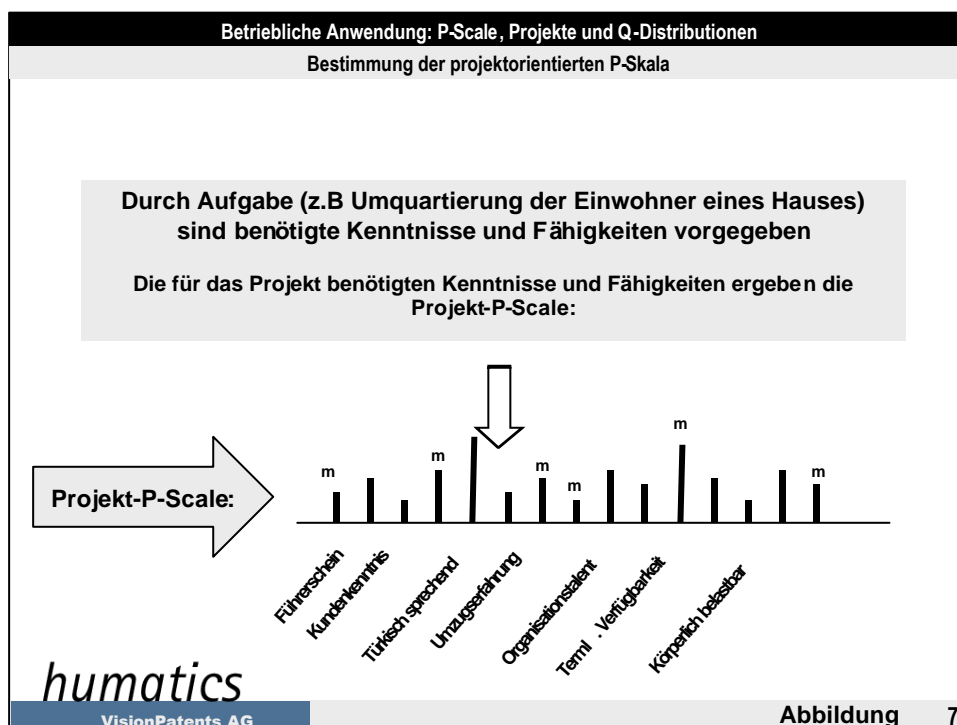 Betriebliche Anwendung: P-Scale, Projekte und Q-Distributionen
Bestimmung der projektorientierten P-Skala
Durch Aufgabe (z.B Umquartierung der Einwohner eines Hauses)
sind benötigte Kenntnisse und Fähigkeiten vorgegeben
Die für das Projekt benötigten Kenntnisse und Fähigkeiten ergeben die
Projekt-P-Scale:
Projekt-P-Scale:
m
m
m
m
m
m
Führerschein
Kundenkenntnis
Türkisch sprechend
Umzugserfahrung
Organisationstalent
Terml . Verfügbarkeit
Körperlich belastbar
humatics
VisionPatents AG
Abbildung 7